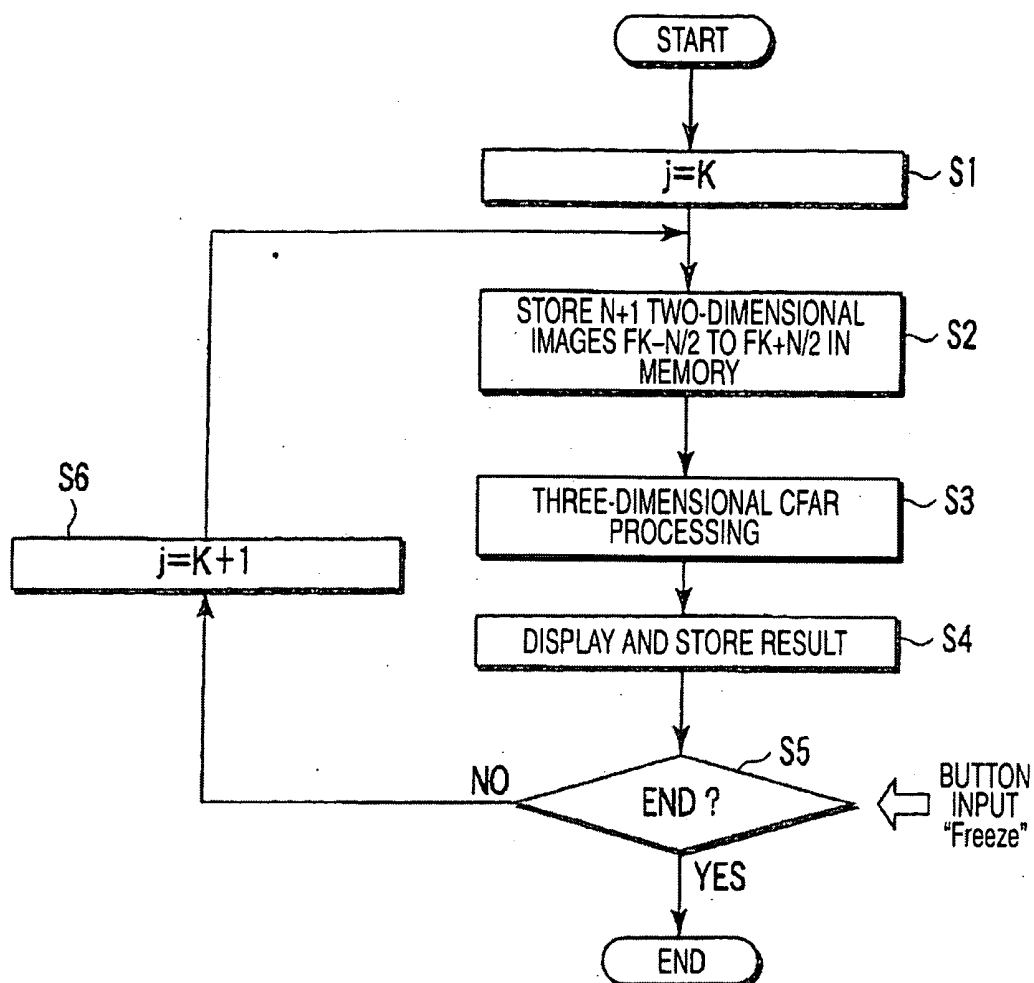 START
j=K
S1
STORE N+1 TWO-DIMENSIONAL
IMAGES FK–N/2 TO FK+N/2 IN
MEMORY
S2
THREE-DIMENSIONAL CFAR
PROCESSING
S3
S6
j=K+1
DISPLAY AND STORE RESULT
S4
S5
NO
END ?
BUTTON
INPUT
“Freeze”
YES
END